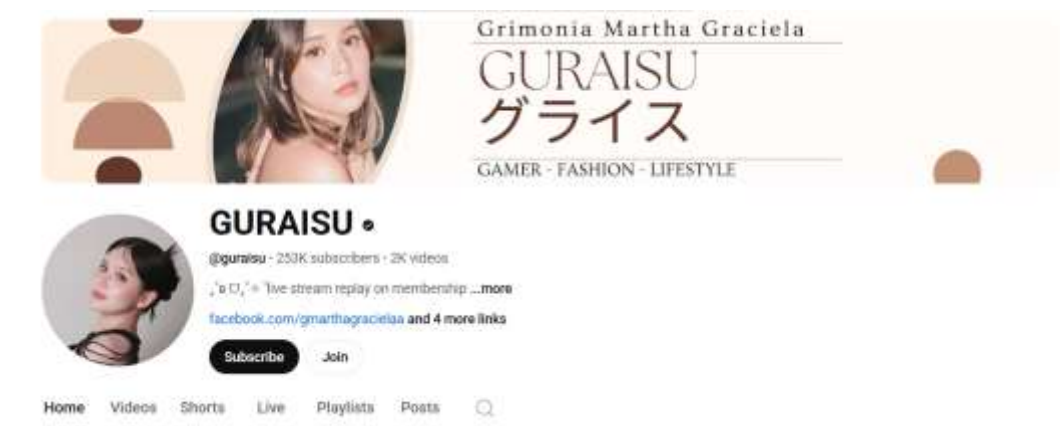 Grimonia Martha Graciela
GURAISU
グライス
GAMER - FASHION - LIFESTYLE
GURAISU
@guraisu · 253K subscribers · 2K videos
live stream replay on membership ...more
facebook.com/gmarthagracielaa and 4 more links
Subscribe Join
Home Videos Shorts Live Playlists Posts